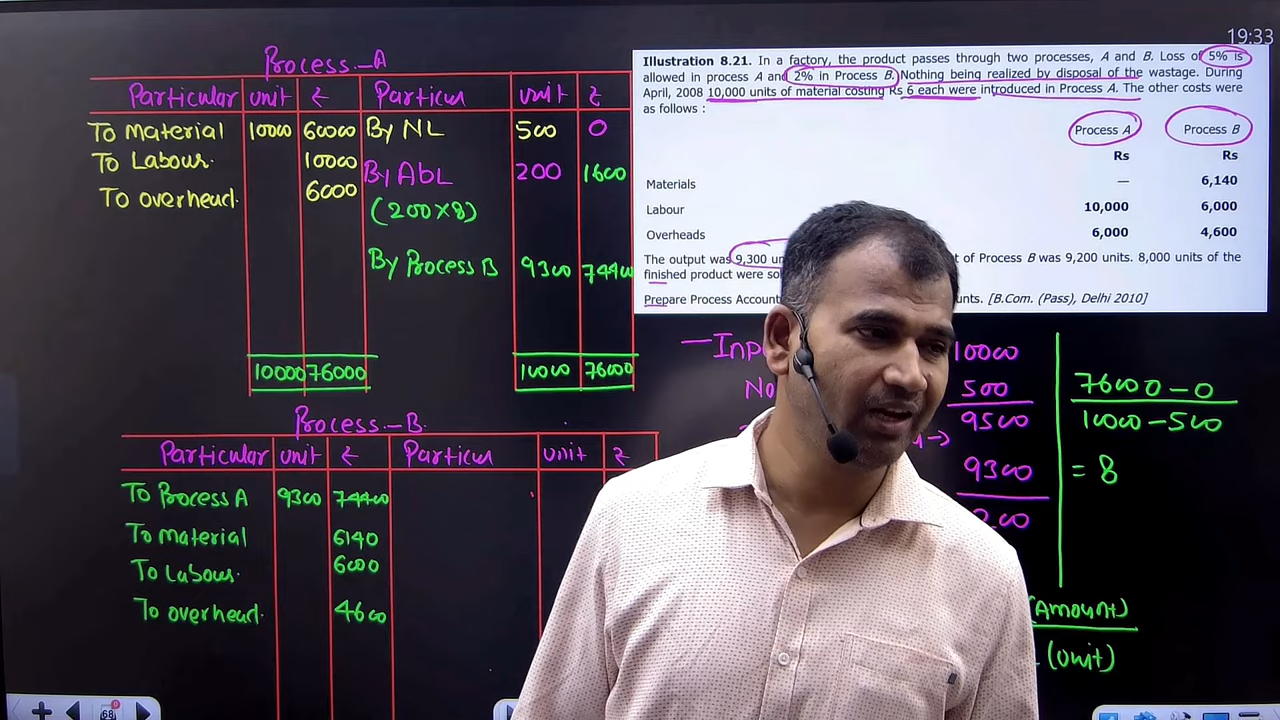 19:33
Process-A
Particular unit ₹ Particur unit ₹
To Material 10000 60000 By NL 500 0
To Labour. 10000 By AbL 200 1600
To overhead. 6000 (200×8)
By Process B 9300 74400
10000 76000 10000 76000
Process-B.
Particular unit ₹ Particur unit ₹
To Process A 9300 74400
To Material 6140
To Labour. 6000
To overhead. 4600
Illustration 8.21. In a factory, the product passes through two processes, A and B. Loss of 5% is
allowed in process A and 2% in Process B. Nothing being realized by disposal of the wastage. During
April, 2008 10,000 units of material costing Rs 6 each were introduced in Process A. The other costs were
as follows :
Process A Process B
Rs Rs
Materials — 6,140
Labour 10,000 6,000
Overheads 6,000 4,600
The output was 9,300 of Process B was 9,200 units. 8,000 units of the
finished product were
Prepare Process [B.Com. (Pass), Delhi 2010]
10000
500
9500
9300
200
76000-0
10000-500
= 8
(Amount)
(Unit)
68